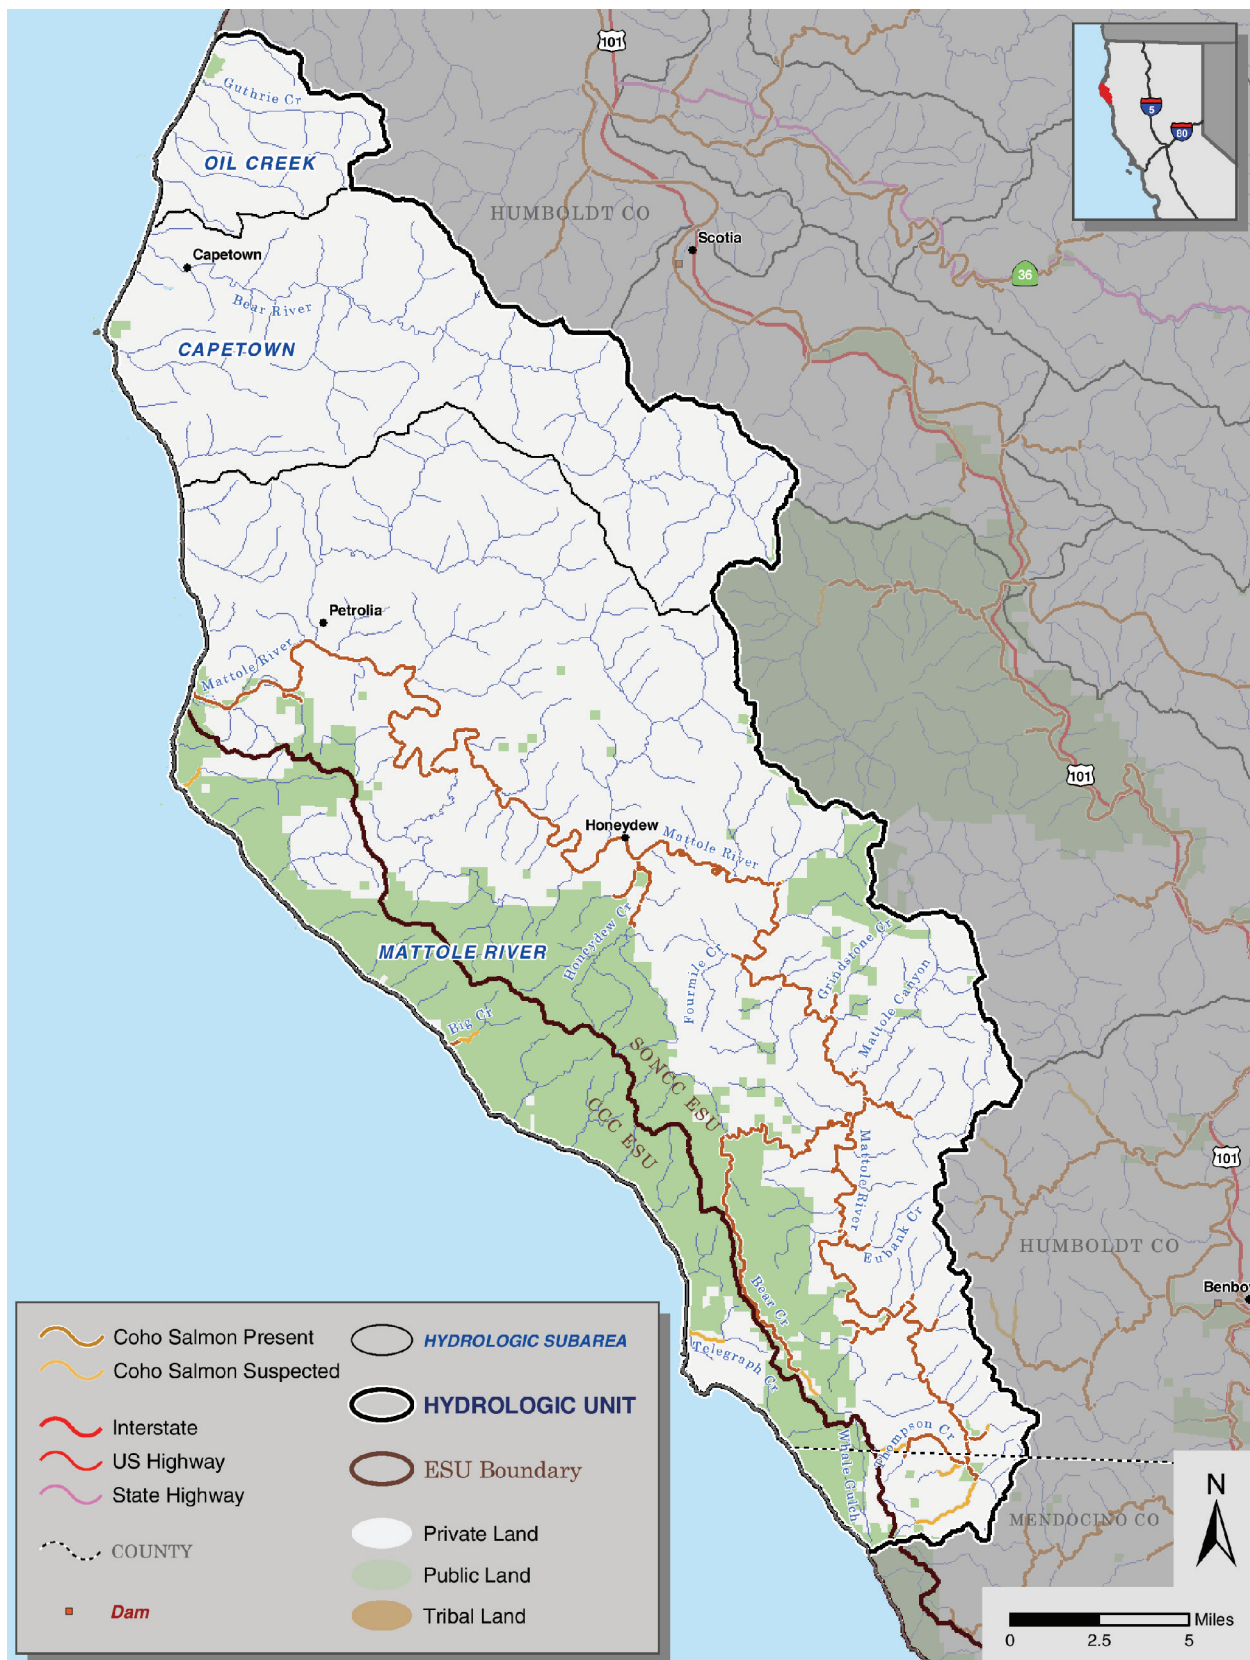 101
Guthrie Cr
OIL CREEK
5
80
HUMBOLDT CO
Scotia
Capetown
36
Bear River
CAPETOWN
Petrolia
Mattole River
101
Honeydew
Mattole River
MATTOLE RIVER
Honeydew Cr
Fourmile Cr
Grindstone Cr
Mattole Canyon
Big Cr
SONCC ESU
CCC ESU
Mattole River
Eubank Cr
101
HUMBOLDT CO
Benbow
Bear Cr
Telegraph Cr
Thompson Cr
Whale Gulch
MENDOCINO CO
Coho Salmon Present
Coho Salmon Suspected
Interstate
US Highway
State Highway
COUNTY
Dam
HYDROLOGIC SUBAREA
HYDROLOGIC UNIT
ESU Boundary
Private Land
Public Land
Tribal Land
N
Miles
0 2.5 5